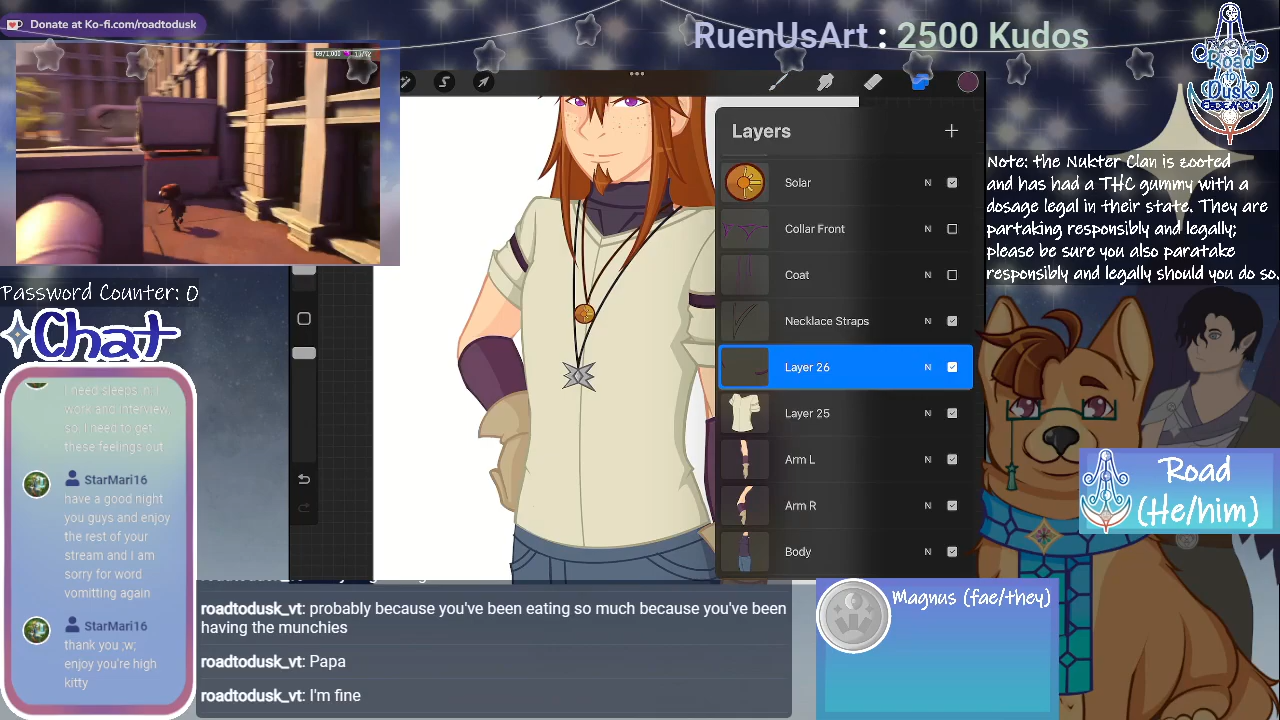 Donate at Ko-fi.com/roadtodusk
RuenUsArt : 2500 Kudos
Road
to
Dusk
Layers
Solar
N
Collar Front
N
Coat
N
Necklace Straps
N
Layer 26
N
Layer 25
N
Arm L
N
Arm R
N
Body
N
Note: the Nukter Clan is zooted
and has had a THC gummy with a
dosage legal in their state. They are
partaking responsibly and legally;
please be sure you also paratake
responsibly and legally should you do so.
Password Counter: 0
Chat
I need sleeps n I
work and interview
so I need to get
these feelings out
StarMari16
have a good night
you guys and enjoy
the rest of your
stream and I am
sorry for word
vomitting again
StarMari16
thank you ;w;
enjoy you're high
kitty
Road
(He/him)
Magnus (fae/they)
roadtodusk_vt: probably because you've been eating so much because you've been
having the munchies
roadtodusk_vt: Papa
roadtodusk_vt: I'm fine